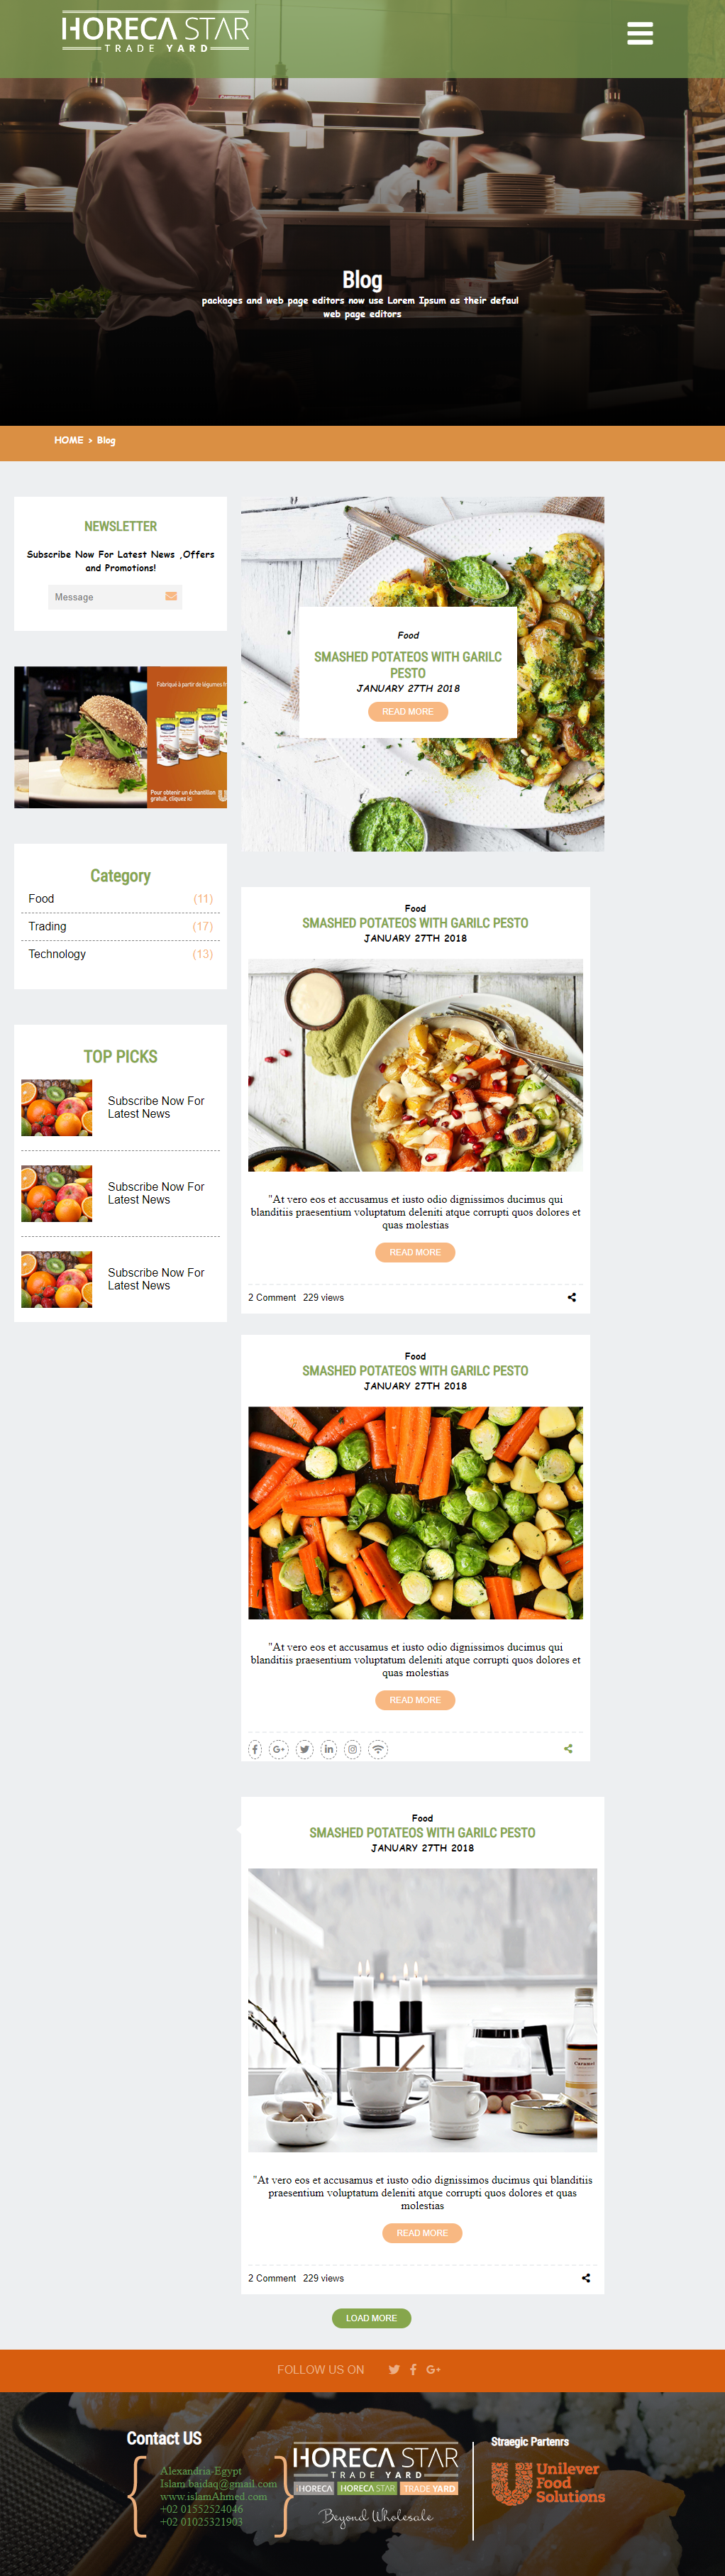 HORECA STAR
TRADE YARD
Blog
packages and web page editors now use Lorem Ipsum as their defaul
web page editors
HOME > Blog
NEWSLETTER
Subscribe Now For Latest News ,Offers
and Promotions!
Message
Fabriqué à partir de légumes !!
Pour obtenir un échantillon
gratuit, cliquez ici
Category
Food (11)
Trading (17)
Technology (13)
TOP PICKS
Subscribe Now For
Latest News
Subscribe Now For
Latest News
Subscribe Now For
Latest News
Food
SMASHED POTATEOS WITH GARILC
PESTO
JANUARY 27TH 2018
READ MORE
Food
SMASHED POTATEOS WITH GARILC PESTO
JANUARY 27TH 2018
"At vero eos et accusamus et iusto odio dignissimos ducimus qui
blanditiis praesentium voluptatum deleniti atque corrupti quos dolores et
quas molestias
READ MORE
2 Comment 229 views
Food
SMASHED POTATEOS WITH GARILC PESTO
JANUARY 27TH 2018
"At vero eos et accusamus et iusto odio dignissimos ducimus qui
blanditiis praesentium voluptatum deleniti atque corrupti quos dolores et
quas molestias
READ MORE
Food
SMASHED POTATEOS WITH GARILC PESTO
JANUARY 27TH 2018
Caramel
"At vero eos et accusamus et iusto odio dignissimos ducimus qui blanditiis
praesentium voluptatum deleniti atque corrupti quos dolores et quas
molestias
READ MORE
2 Comment 229 views
LOAD MORE
FOLLOW US ON
Contact US
Alexandria-Egypt
Islam.baidaq@gmail.com
www.islamAhmed.com
+02 01552524046
+02 01025321903
HORECA STAR
TRADE YARD
iHORECA HORECA STAR TRADE YARD
Beyond Wholesale
Straegic Partenrs
Unilever
Food
Solutions